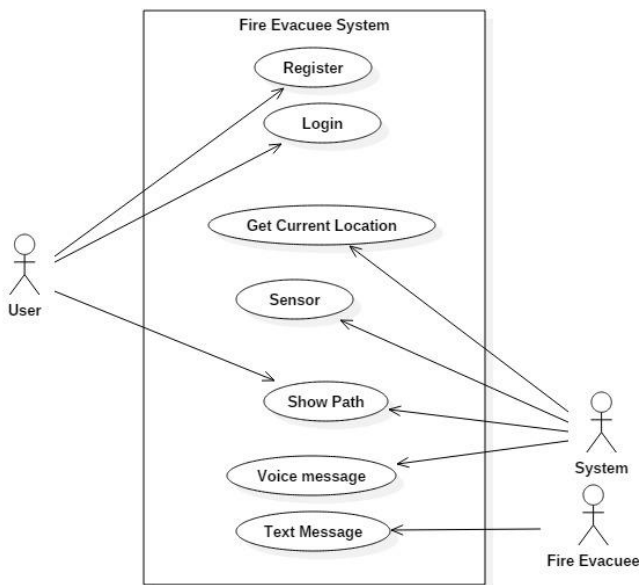 Fire Evacuee System
Register
Login
Get Current Location
Sensor
User
Show Path
Voice message
System
Text Message
Fire Evacuee